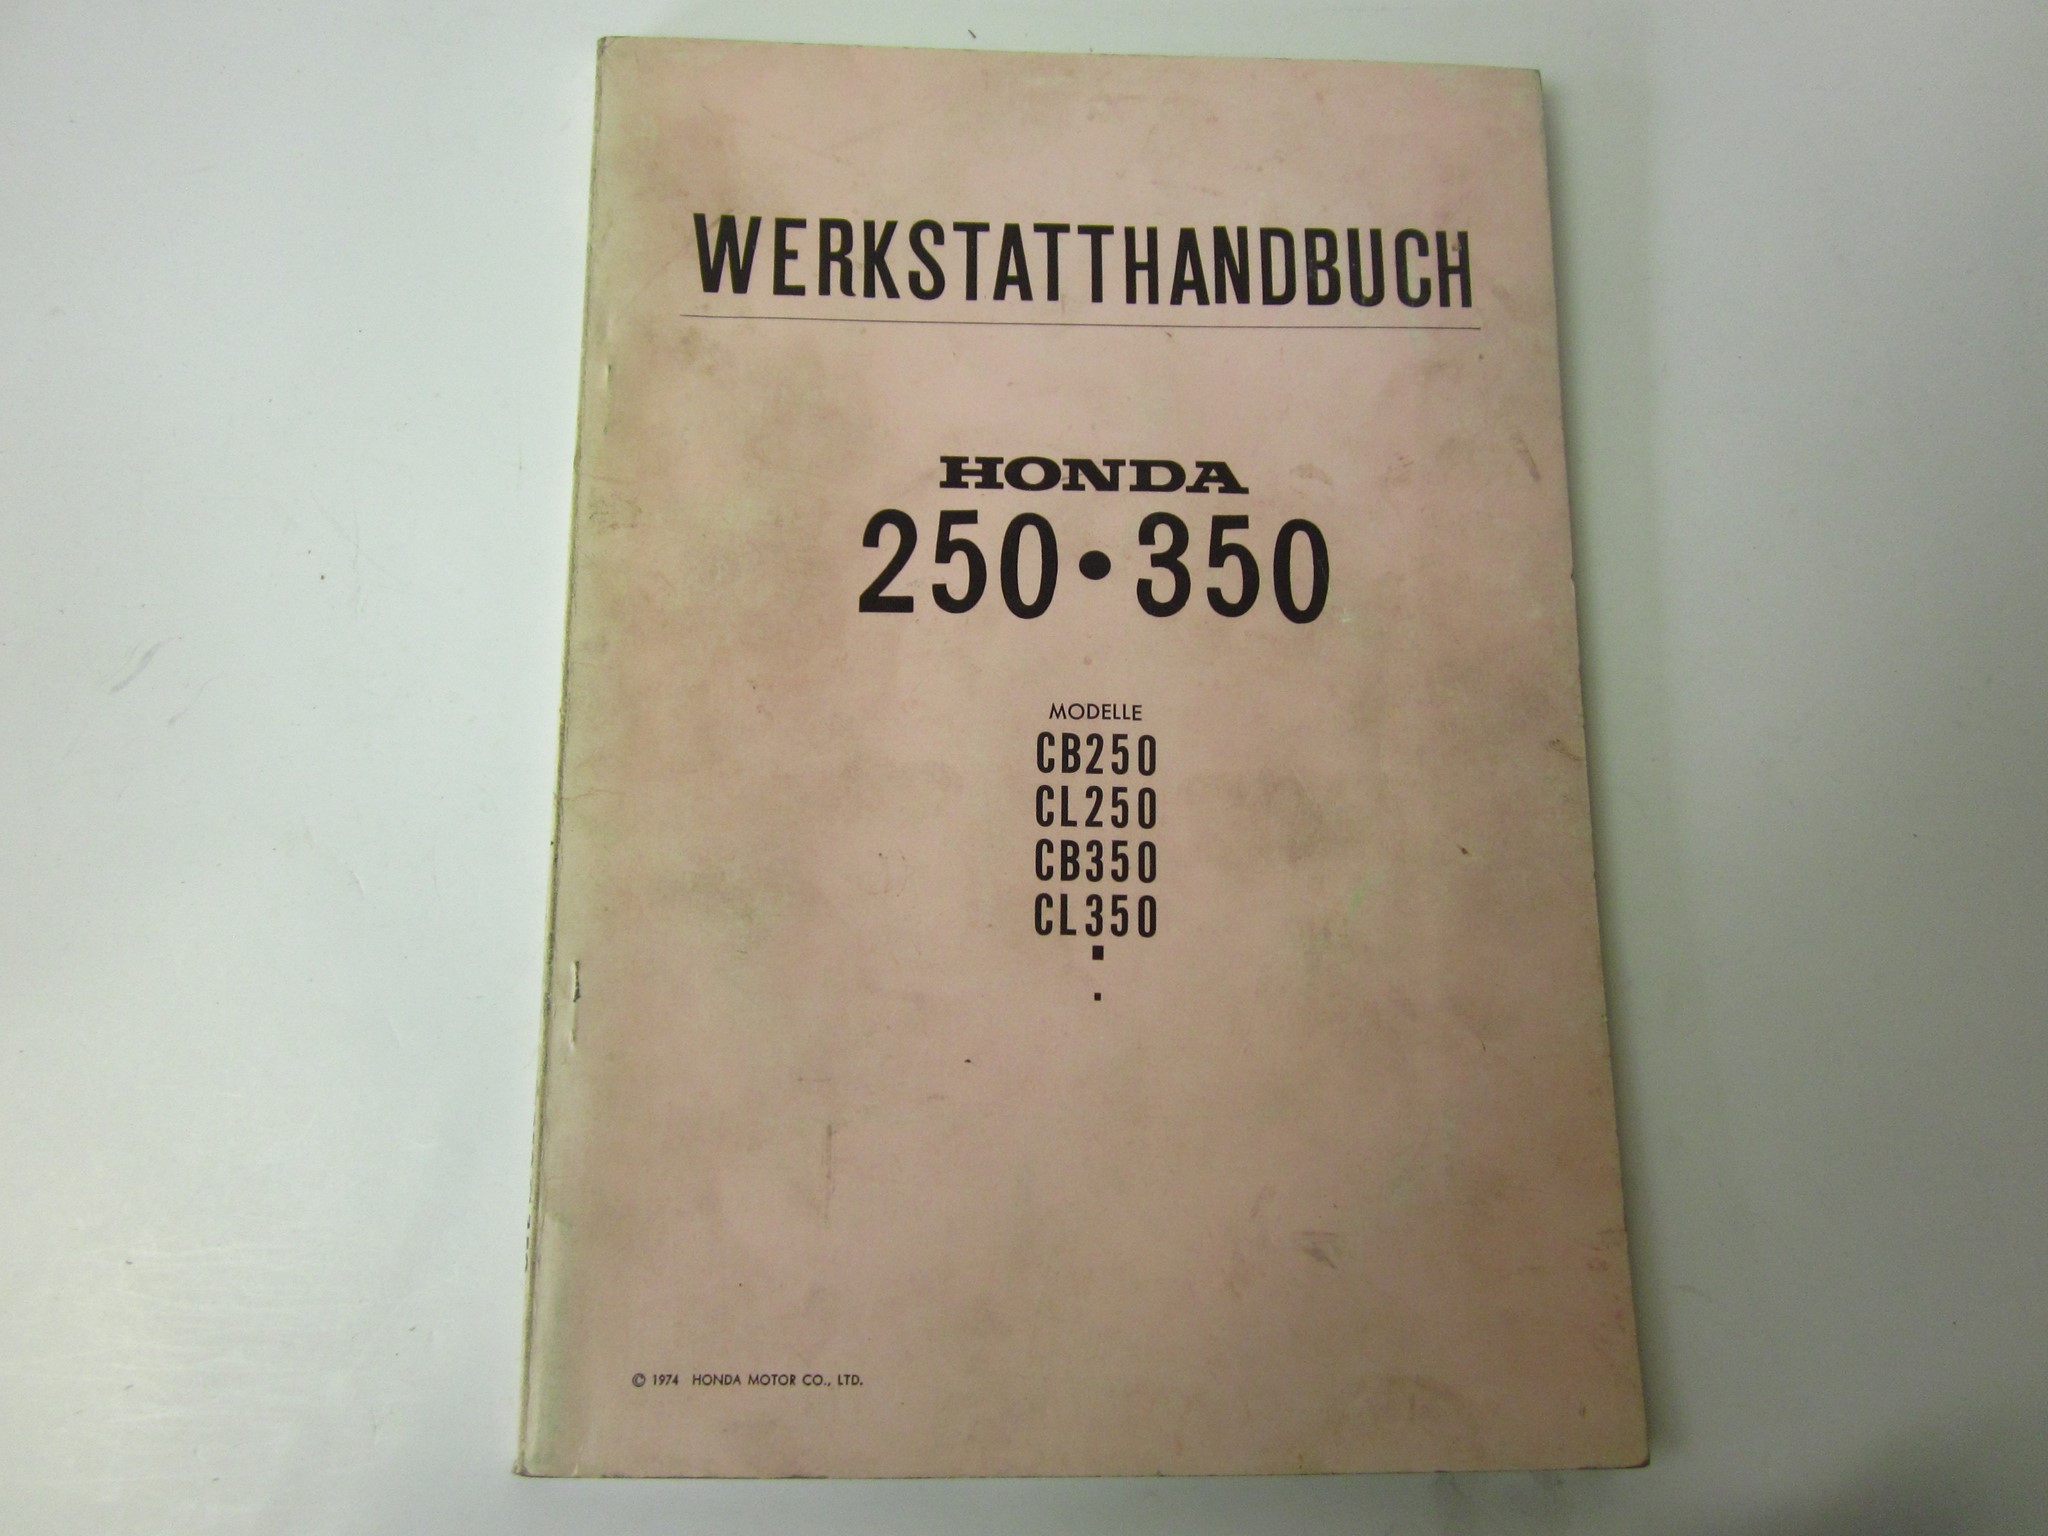 WERKSTATTHANDBUCH
HONDA
250•350
MODELLE
CB250
CL250
CB350
CL350
© 1974 HONDA MOTOR CO., LTD.